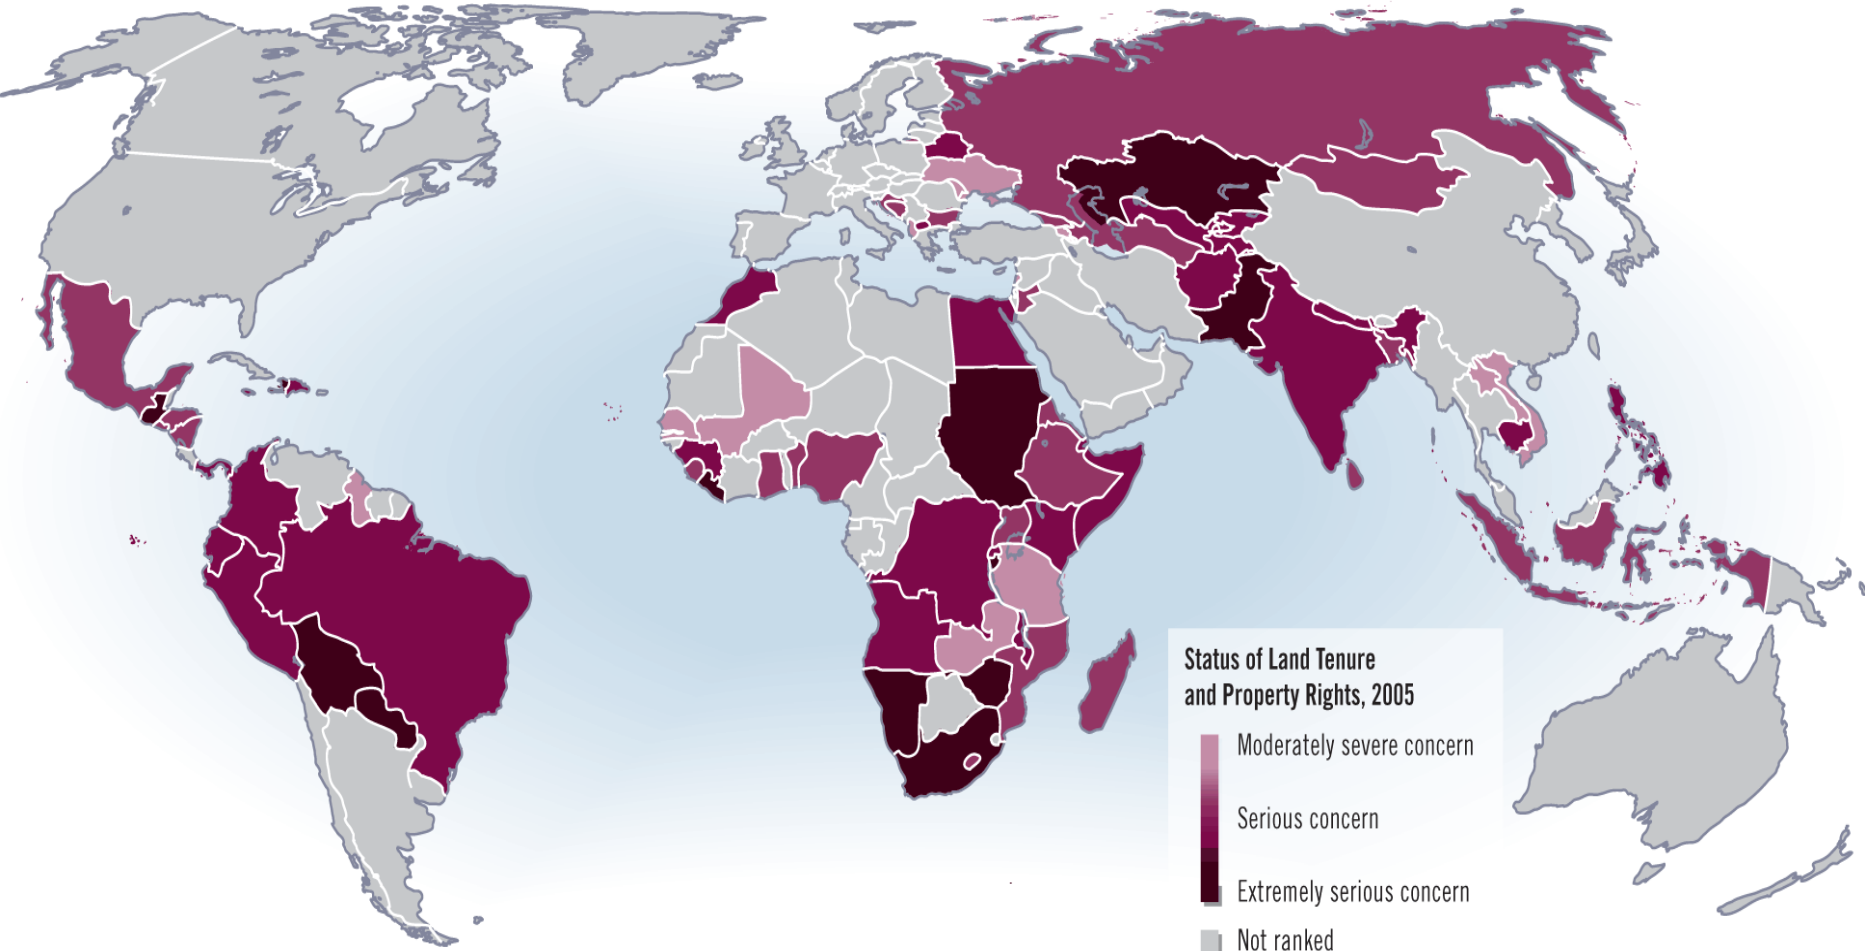 Status of Land Tenure
and Property Rights, 2005
Moderately severe concern
Serious concern
Extremely serious concern
Not ranked